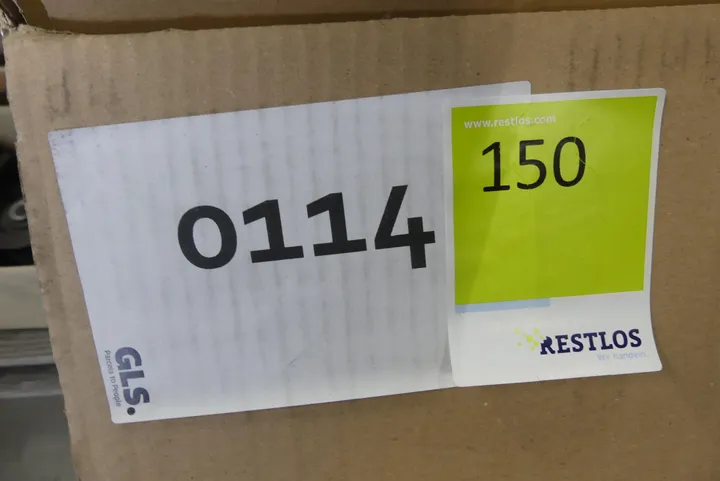 www.restlos.com
150
0114
RESTLOS
Wir handeln
GLS.
Parcels to People